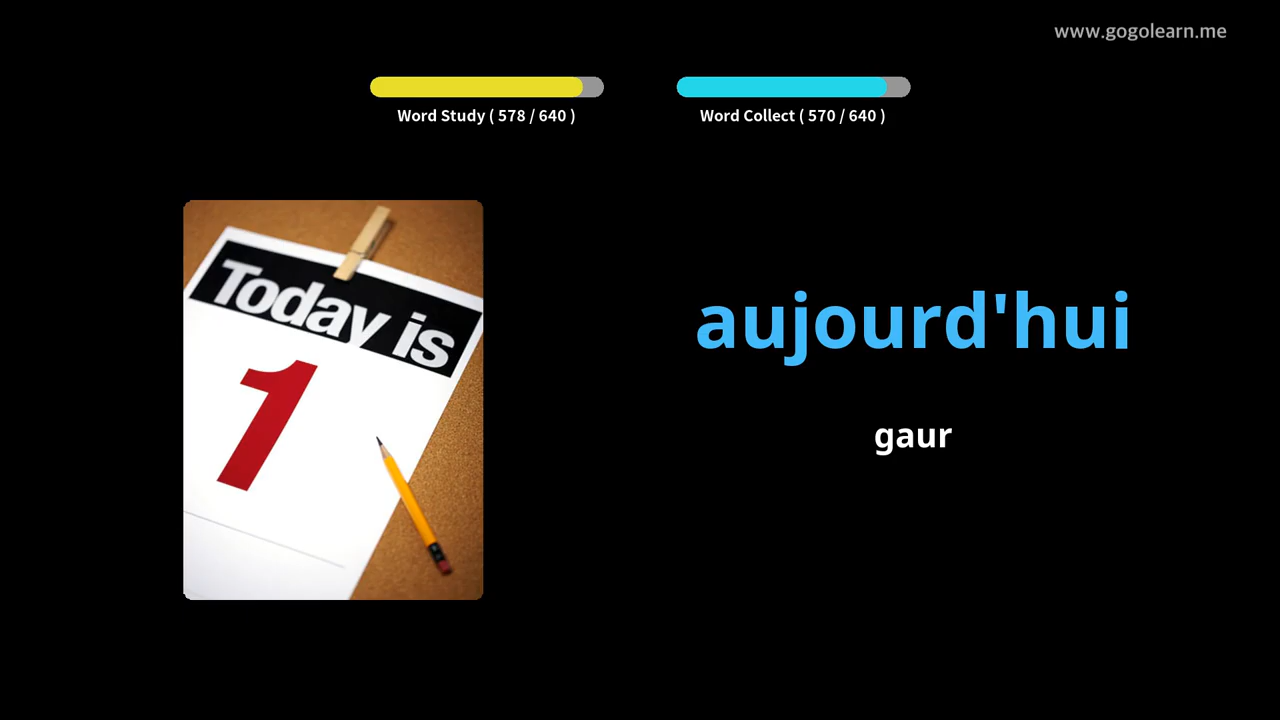 www.gogolearn.me
Word Study ( 578 / 640 )
Word Collect ( 570 / 640 )
Today is
1
aujourd'hui
gaur